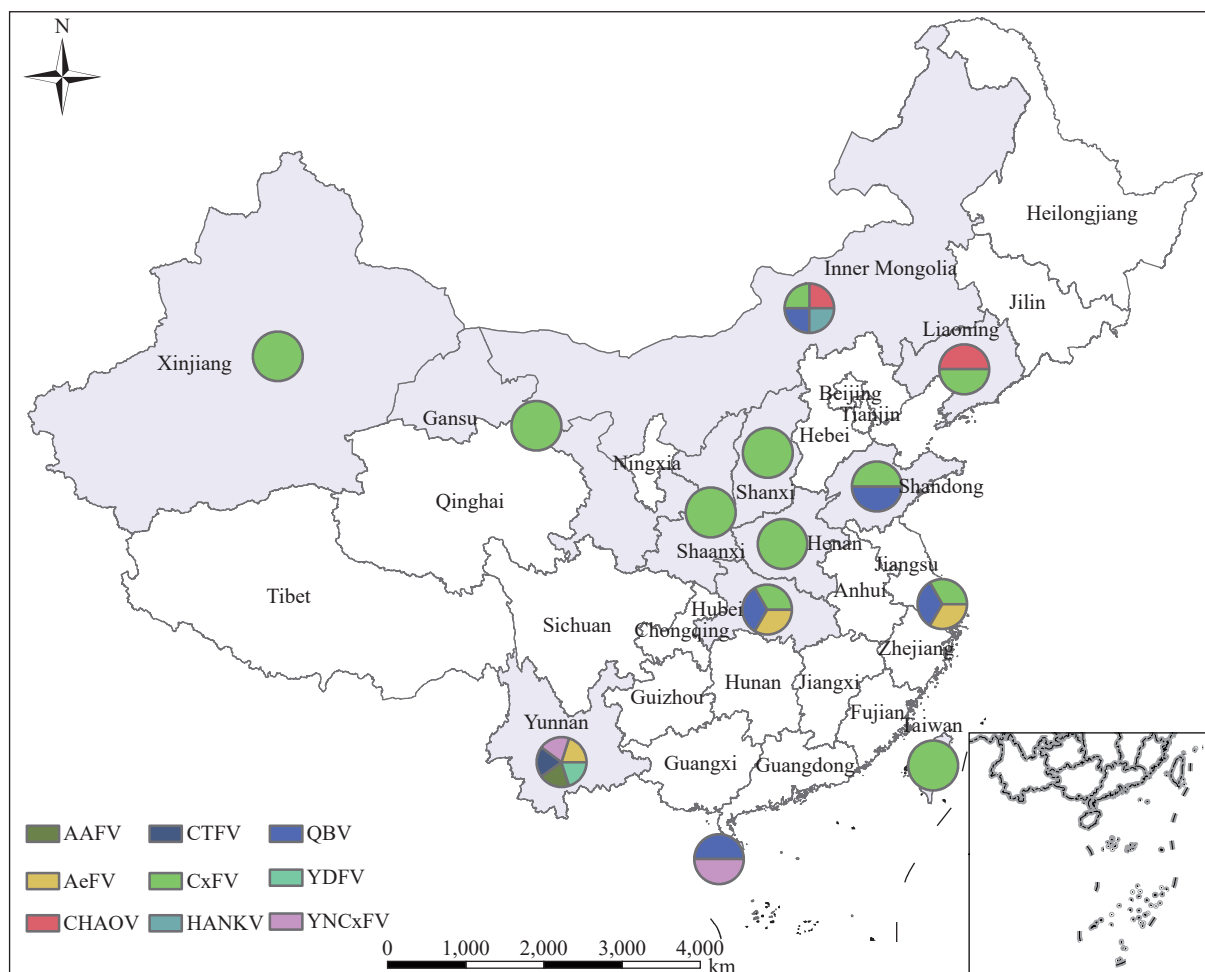 N
Heilongjiang
Inner Mongolia
Jilin
Liaoning
Xinjiang
Beijing
Tianjin
Gansu
Hebei
Ningxia
Shandong
Shanxi
Qinghai
Henan
Shaanxi
Jiangsu
Anhui
Tibet
Hubei
Sichuan
Chongqing
Zhejiang
Hunan
Jiangxi
Guizhou
Fujian
Yunnan
Taiwan
Guangxi
Guangdong
AAFV CTFV QBV
AeFV CxFV YDFV
CHAOV HANKV YNCxFV
0 1,000 2,000 3,000 4,000
km